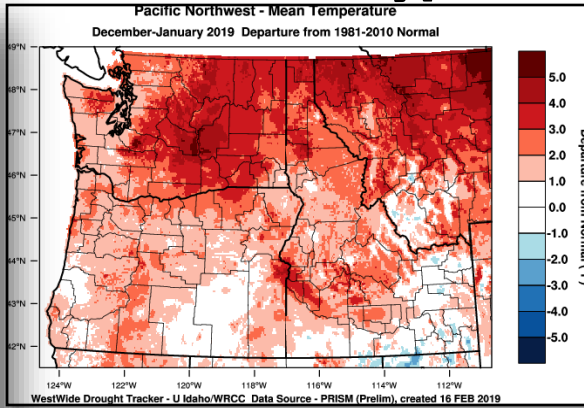 Pacific Northwest - Mean Temperature
December-January 2019 Departure from 1981-2010 Normal
49°N
48°N
47°N
46°N
45°N
44°N
43°N
42°N
5.0
4.0
3.0
2.0
1.0
0.0
-1.0
-2.0
-3.0
-4.0
-5.0
124°W 122°W 120°W 118°W 116°W 114°W 112°W
WestWide Drought Tracker - U Idaho/WRCC Data Source - PRISM (Prelim), created 16 FEB 2019